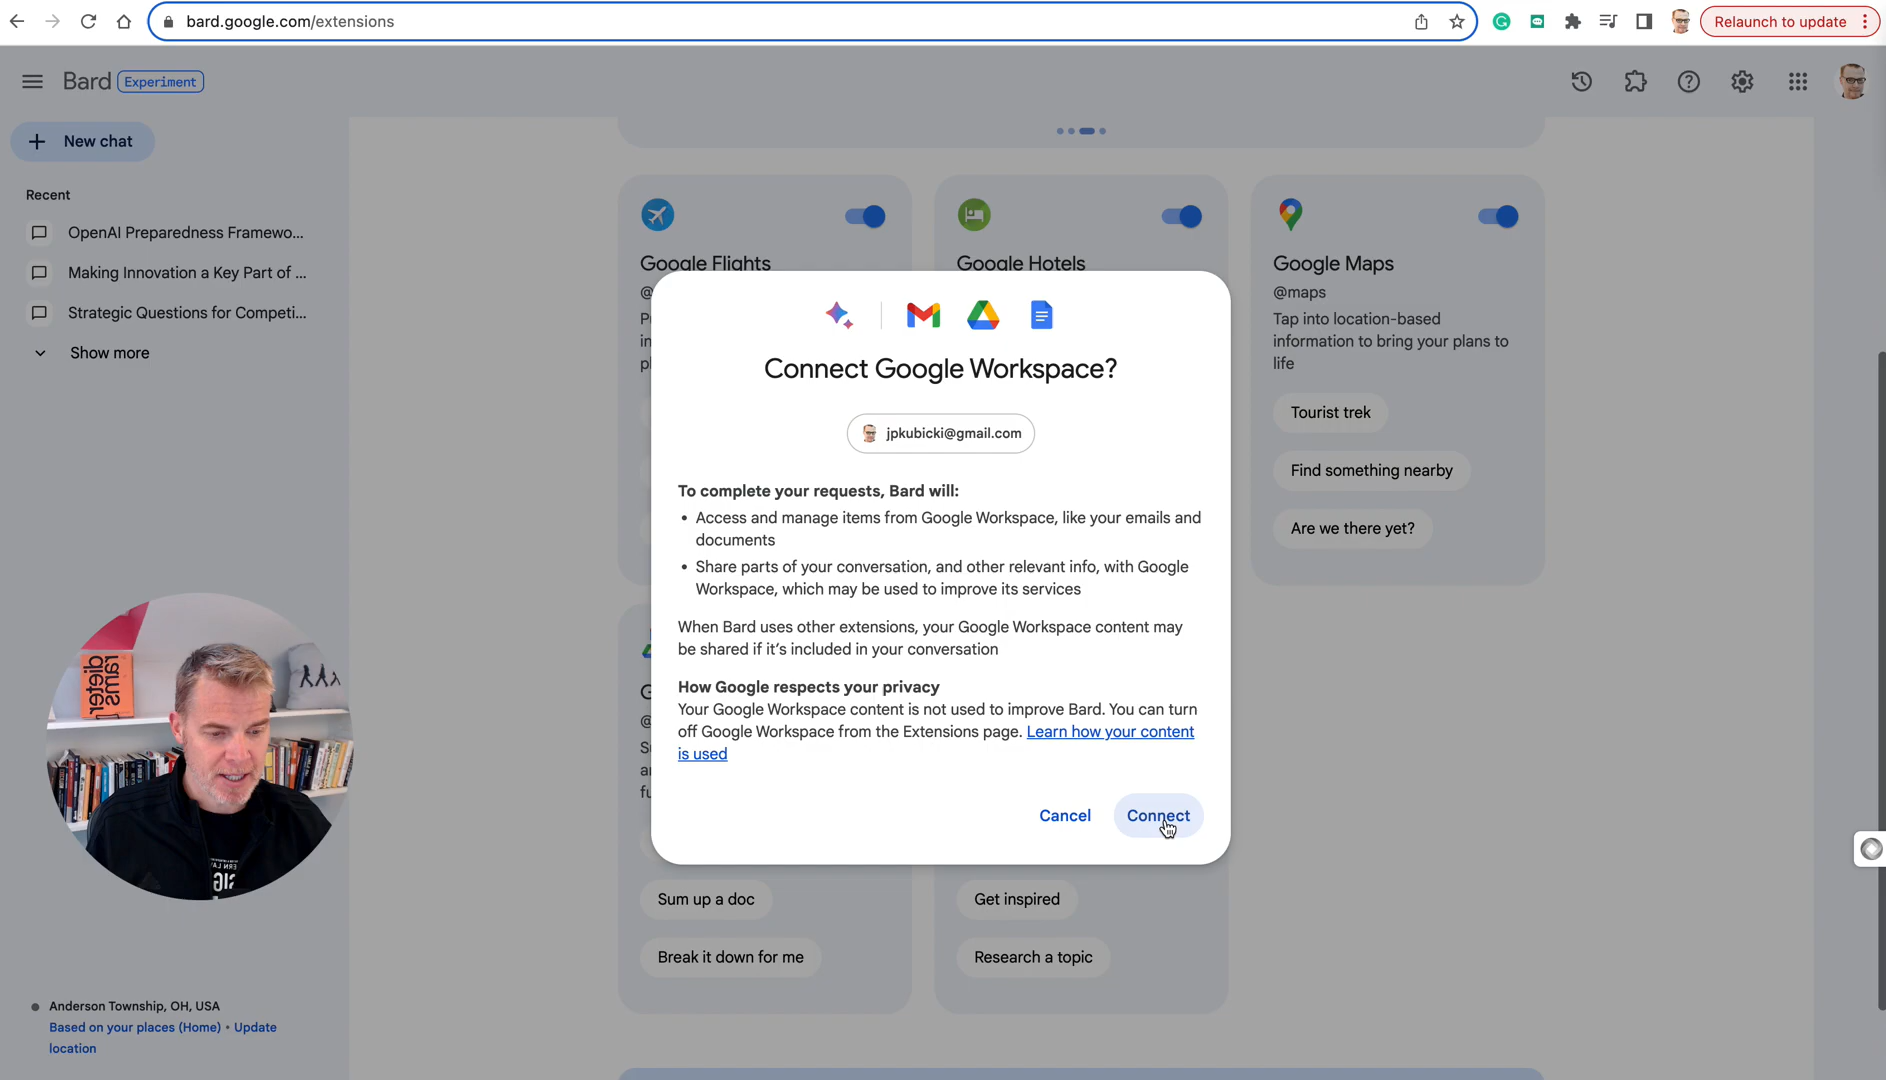 bard.google.com/extensions
Relaunch to update
Bard Experiment
New chat
Recent
OpenAI Preparedness Framewo...
Making Innovation a Key Part of ...
Strategic Questions for Competi...
Show more
Google Flights
Google Hotels
Google Maps
@maps
Tap into location-based
information to bring your plans to
life
Tourist trek
Find something nearby
Are we there yet?
Connect Google Workspace?
jpkubicki@gmail.com
To complete your requests, Bard will:
• Access and manage items from Google Workspace, like your emails and
documents
• Share parts of your conversation, and other relevant info, with Google
Workspace, which may be used to improve its services
When Bard uses other extensions, your Google Workspace content may
be shared if it's included in your conversation
How Google respects your privacy
Your Google Workspace content is not used to improve Bard. You can turn
off Google Workspace from the Extensions page. Learn how your content
is used
Cancel
Connect
Sum up a doc
Get inspired
Break it down for me
Research a topic
dieter
rams
Anderson Township, OH, USA
Based on your places (Home) • Update
location